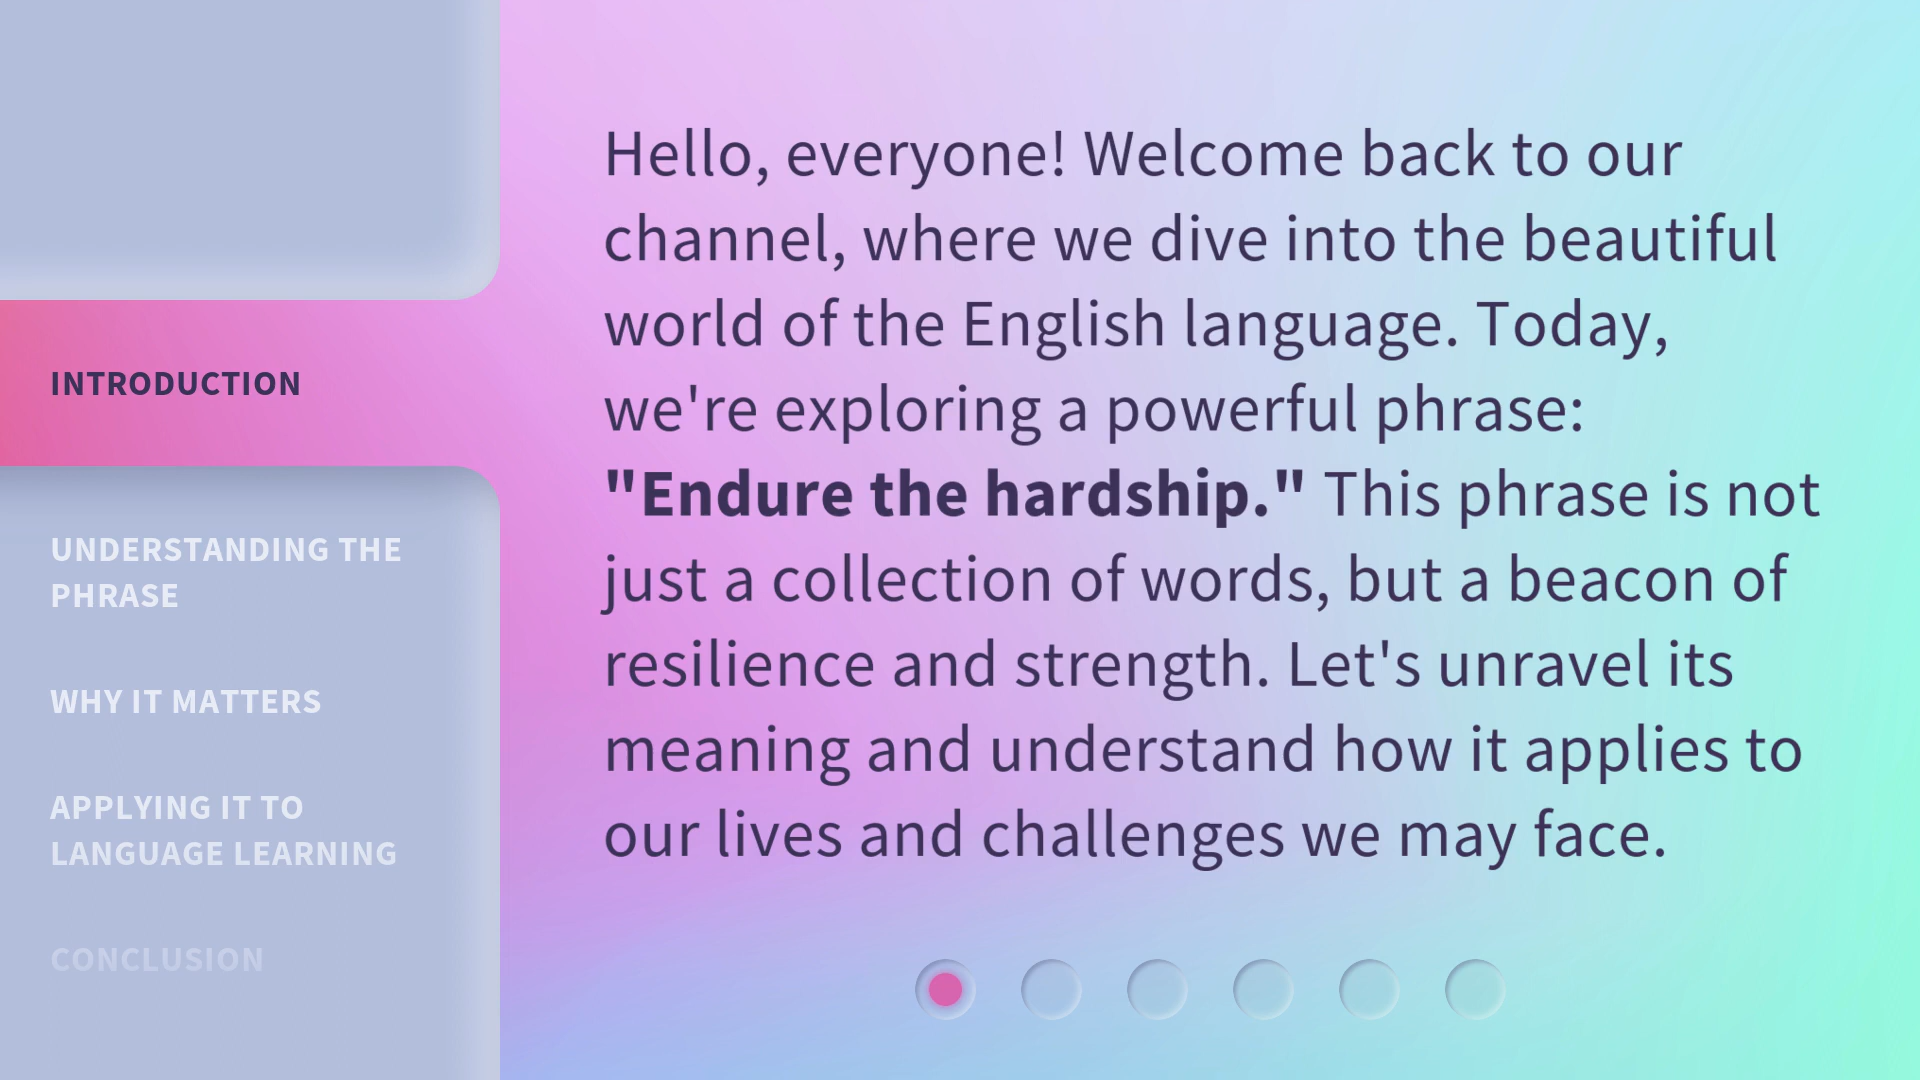 INTRODUCTION
UNDERSTANDING THE
PHRASE
WHY IT MATTERS
APPLYING IT TO
LANGUAGE LEARNING
CONCLUSION
Hello, everyone! Welcome back to our
channel, where we dive into the beautiful
world of the English language. Today,
we're exploring a powerful phrase:
"Endure the hardship." This phrase is not
just a collection of words, but a beacon of
resilience and strength. Let's unravel its
meaning and understand how it applies to
our lives and challenges we may face.